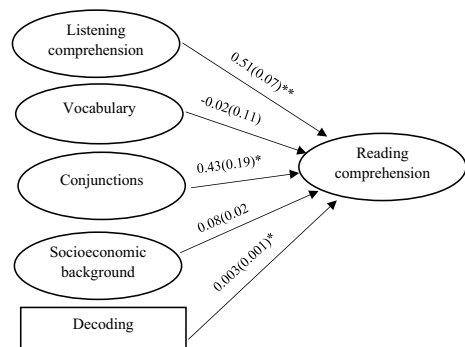 Listening
comprehension
0.51(0.07)**
Vocabulary
-0.02(0.11)
Conjunctions
0.43(0.19)*
Reading
comprehension
Socioeconomic
background
0.08(0.02
Decoding
0.003(0.001)*